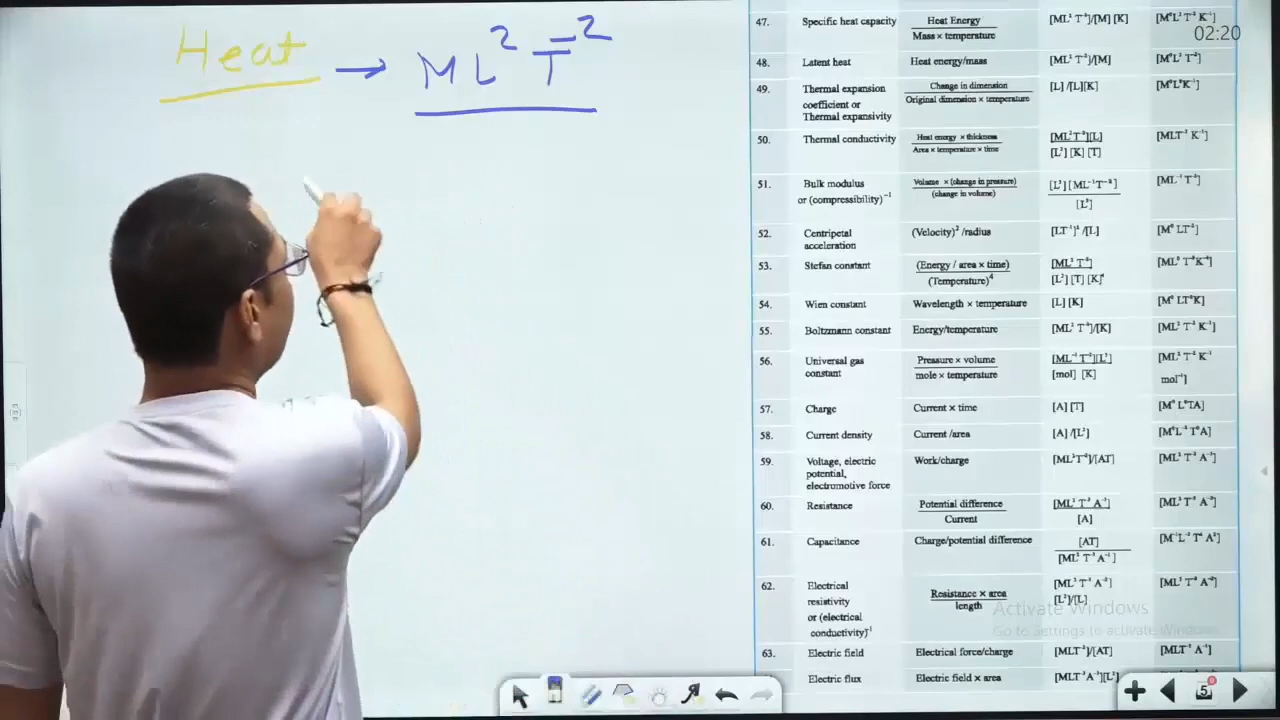 Heat → ML² T⁻²
02:20
47. Specific heat capacity Heat Energy / Mass × temperature [ML² T⁻²]/[M] [K] [M⁰L² T⁻² K⁻¹]
48. Latent heat Heat energy/mass [ML² T⁻²]/[M] [M⁰L² T⁻²]
49. Thermal expansion coefficient or Thermal expansivity Change in dimension / Original dimension × temperature [L] /[L][K] [M⁰L⁰K⁻¹]
50. Thermal conductivity Heat energy × thickness / Area × temperature × time [ML² T⁻²][L] / [L²] [K] [T] [MLT⁻³ K⁻¹]
51. Bulk modulus or (compressibility)⁻¹ Volume × (change in pressure) / (change in volume) [L³] [ML⁻¹T⁻²] / [L³] [ML⁻¹ T⁻²]
52. Centripetal acceleration (Velocity)² /radius [LT⁻¹]² /[L] [M⁰ LT⁻²]
53. Stefan constant (Energy / area × time) / (Temperature)⁴ [ML² T⁻²] / [L²] [T] [K]⁴ [ML⁰ T⁻³K⁻⁴]
54. Wien constant Wavelength × temperature [L] [K] [M⁰ LT⁰K]
55. Boltzmann constant Energy/temperature [ML² T⁻²]/[K] [ML² T⁻² K⁻¹]
56. Universal gas constant Pressure × volume / mole × temperature [ML⁻¹ T⁻²][L³] / [mol] [K] [ML² T⁻² K⁻¹ mol⁻¹]
57. Charge Current × time [A] [T] [M⁰ L⁰TA]
58. Current density Current /area [A] /[L²] [M⁰L⁻² T⁰A]
59. Voltage, electric potential, electromotive force Work/charge [ML²T⁻²]/[AT] [ML² T⁻³ A⁻¹]
60. Resistance Potential difference / Current [ML² T⁻³ A⁻¹] / [A] [ML² T⁻³ A⁻²]
61. Capacitance Charge/potential difference [AT] / [ML² T⁻³ A⁻¹] [M⁻¹L⁻² T⁴ A²]
62. Electrical resistivity or (electrical conductivity)⁻¹ Resistance × area / length [ML² T⁻³ A⁻²] [L²]/[L] [ML³ T⁻³ A⁻²]
63. Electric field Electrical force/charge [MLT⁻²]/[AT] [MLT⁻³ A⁻¹]
Electric flux Electric field × area [MLT⁻³A⁻¹][L²]
Activate Windows
Go to Settings to activate Windows.
5